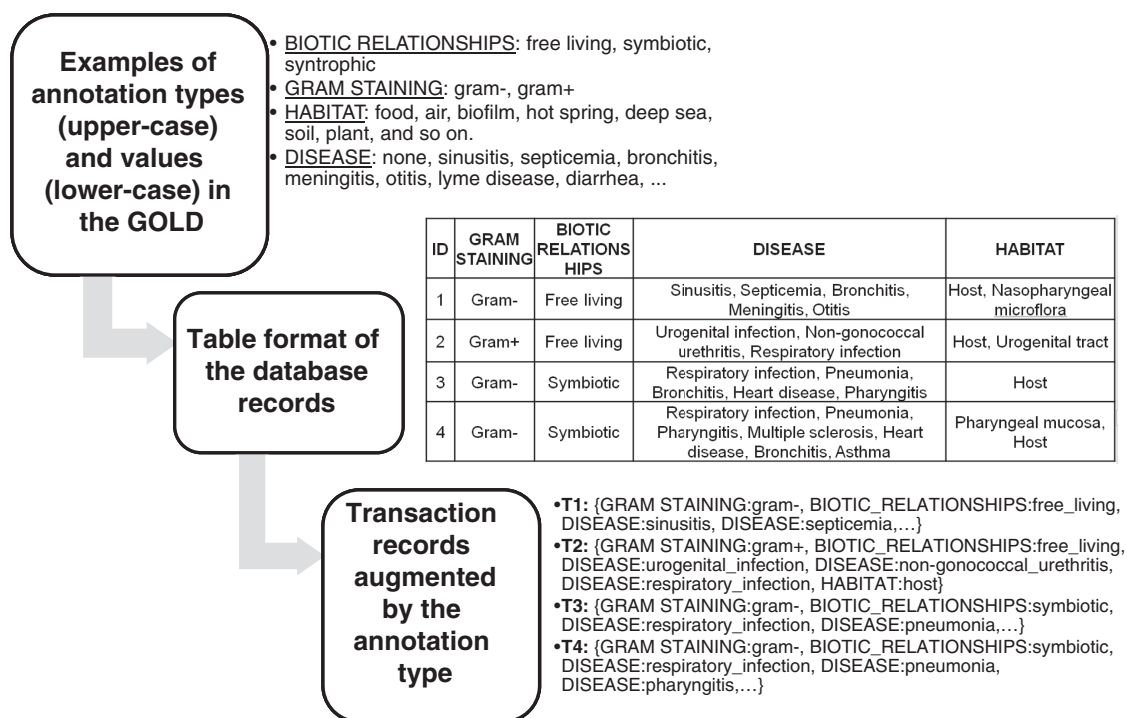 Examples of
annotation types
(upper-case)
and values
(lower-case) in
the GOLD
• BIOTIC RELATIONSHIPS: free living, symbiotic,
syntrophic
• GRAM STAINING: gram-, gram+
• HABITAT: food, air, biofilm, hot spring, deep sea,
soil, plant, and so on.
• DISEASE: none, sinusitis, septicemia, bronchitis,
meningitis, otitis, lyme disease, diarrhea, ...
Table format of
the database
records
ID GRAM STAINING BIOTIC RELATIONS HIPS DISEASE HABITAT
1 Gram- Free living Sinusitis, Septicemia, Bronchitis, Host, Nasopharyngeal
Meningitis, Otitis microflora
2 Gram+ Free living Urogenital infection, Non-gonococcal Host, Urogenital tract
urethritis, Respiratory infection
3 Gram- Symbiotic Respiratory infection, Pneumonia, Host
Bronchitis, Heart disease, Pharyngitis
4 Gram- Symbiotic Respiratory infection, Pneumonia, Pharyngeal mucosa,
Pharyngitis, Multiple sclerosis, Heart Host
disease, Bronchitis, Asthma
Transaction
records
augmented
by the
annotation
type
•T1: {GRAM STAINING:gram-, BIOTIC_RELATIONSHIPS:free_living,
DISEASE:sinusitis, DISEASE:septicemia,…}
•T2: {GRAM STAINING:gram+, BIOTIC_RELATIONSHIPS:free_living,
DISEASE:urogenital_infection, DISEASE:non-gonococcal_urethritis,
DISEASE:respiratory_infection, HABITAT:host}
•T3: {GRAM STAINING:gram-, BIOTIC_RELATIONSHIPS:symbiotic,
DISEASE:respiratory_infection, DISEASE:pneumonia,…}
•T4: {GRAM STAINING:gram-, BIOTIC_RELATIONSHIPS:symbiotic,
DISEASE:respiratory_infection, DISEASE:pneumonia,
DISEASE:pharyngitis,…}